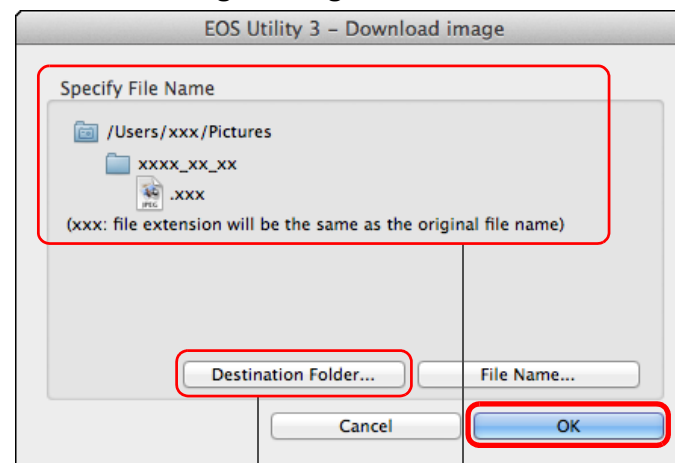 EOS Utility 3 – Download image
Specify File Name
/Users/xxx/Pictures
xxxx_xx_xx
JPEG
.xxx
(xxx: file extension will be the same as the original file name)
Destination Folder...
File Name...
Cancel
OK